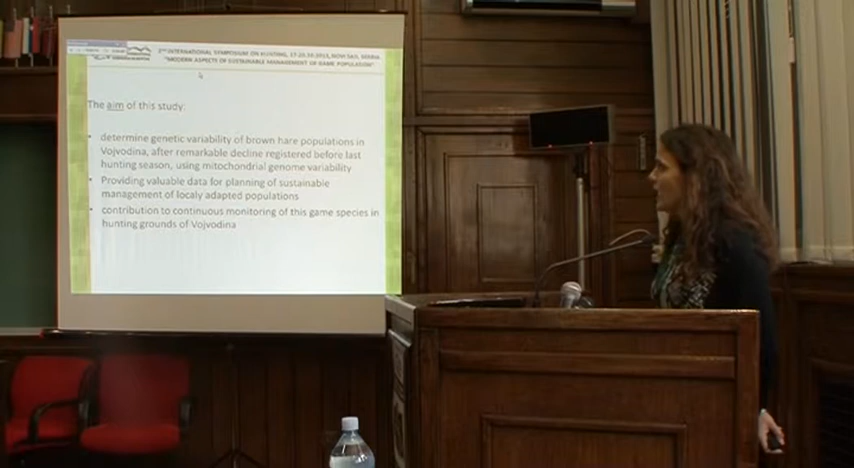 2ND INTERNATIONAL SYMPOSIUM ON HUNTING, 17-20.10.2013, NOVI SAD, SERBIA
"MODERN ASPECTS OF SUSTAINABLE MANAGEMENT OF GAME POPULATION"
The aim of this study:
• determine genetic variability of brown hare populations in
Vojvodina, after remarkable decline registered before last
hunting season, using mitochondrial genome variability
• Providing valuable data for planning of sustainable
management of localy adapted populations
• contribution to continuous monitoring of this game species in
hunting grounds of Vojvodina